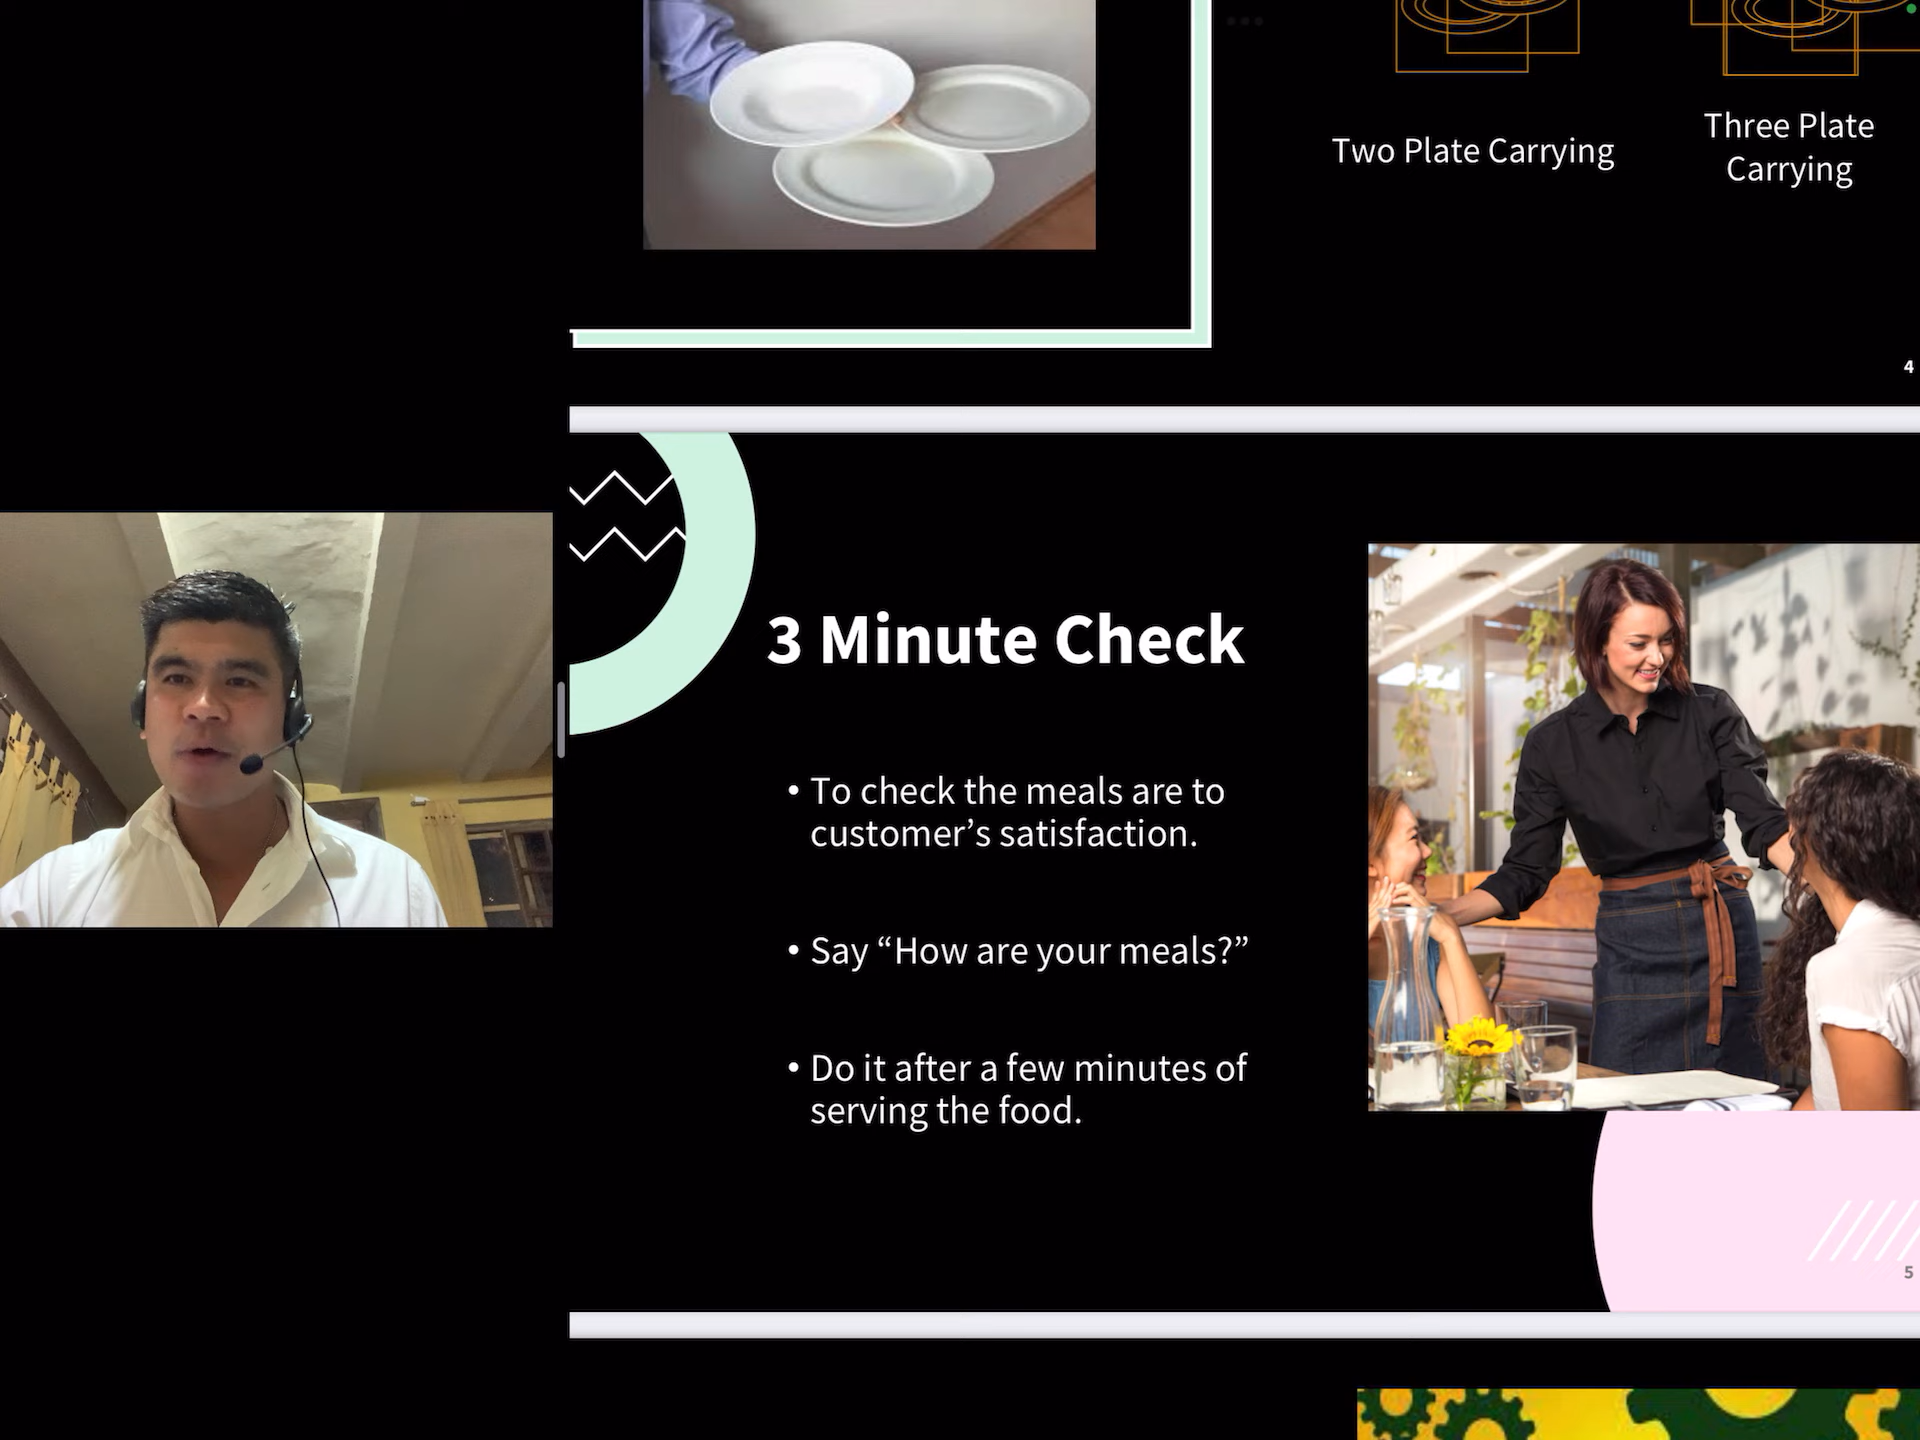 Two Plate Carrying
Three Plate
Carrying
4
3 Minute Check
• To check the meals are to
customer’s satisfaction.
• Say “How are your meals?”
• Do it after a few minutes of
serving the food.
5